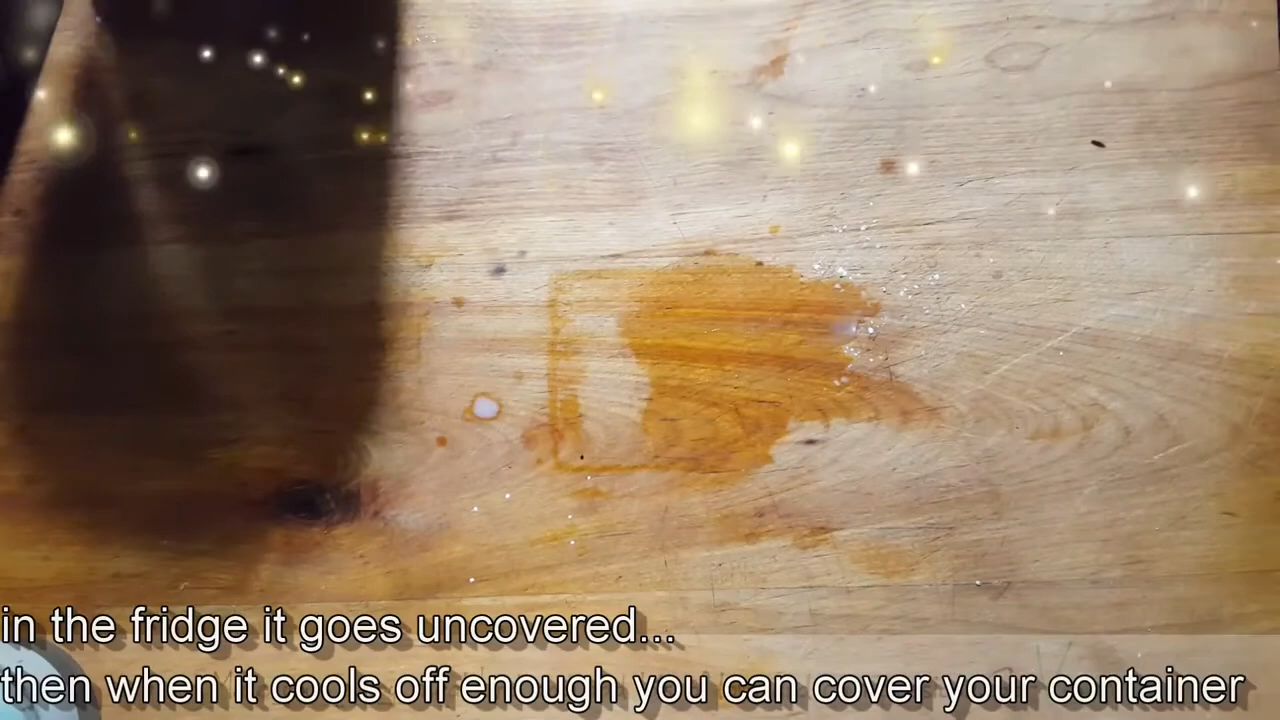 in the fridge it goes uncovered...
then when it cools off enough you can cover your container